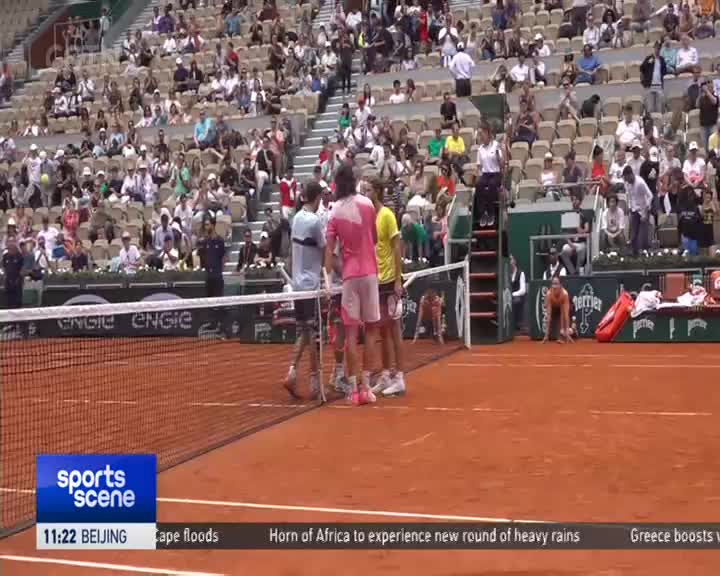 ENGIE ENGIE
Perrier
Perrier Perrier
sports
scene
11:22 BEIJING
Cape floods Horn of Africa to experience new round of heavy rains Greece boosts